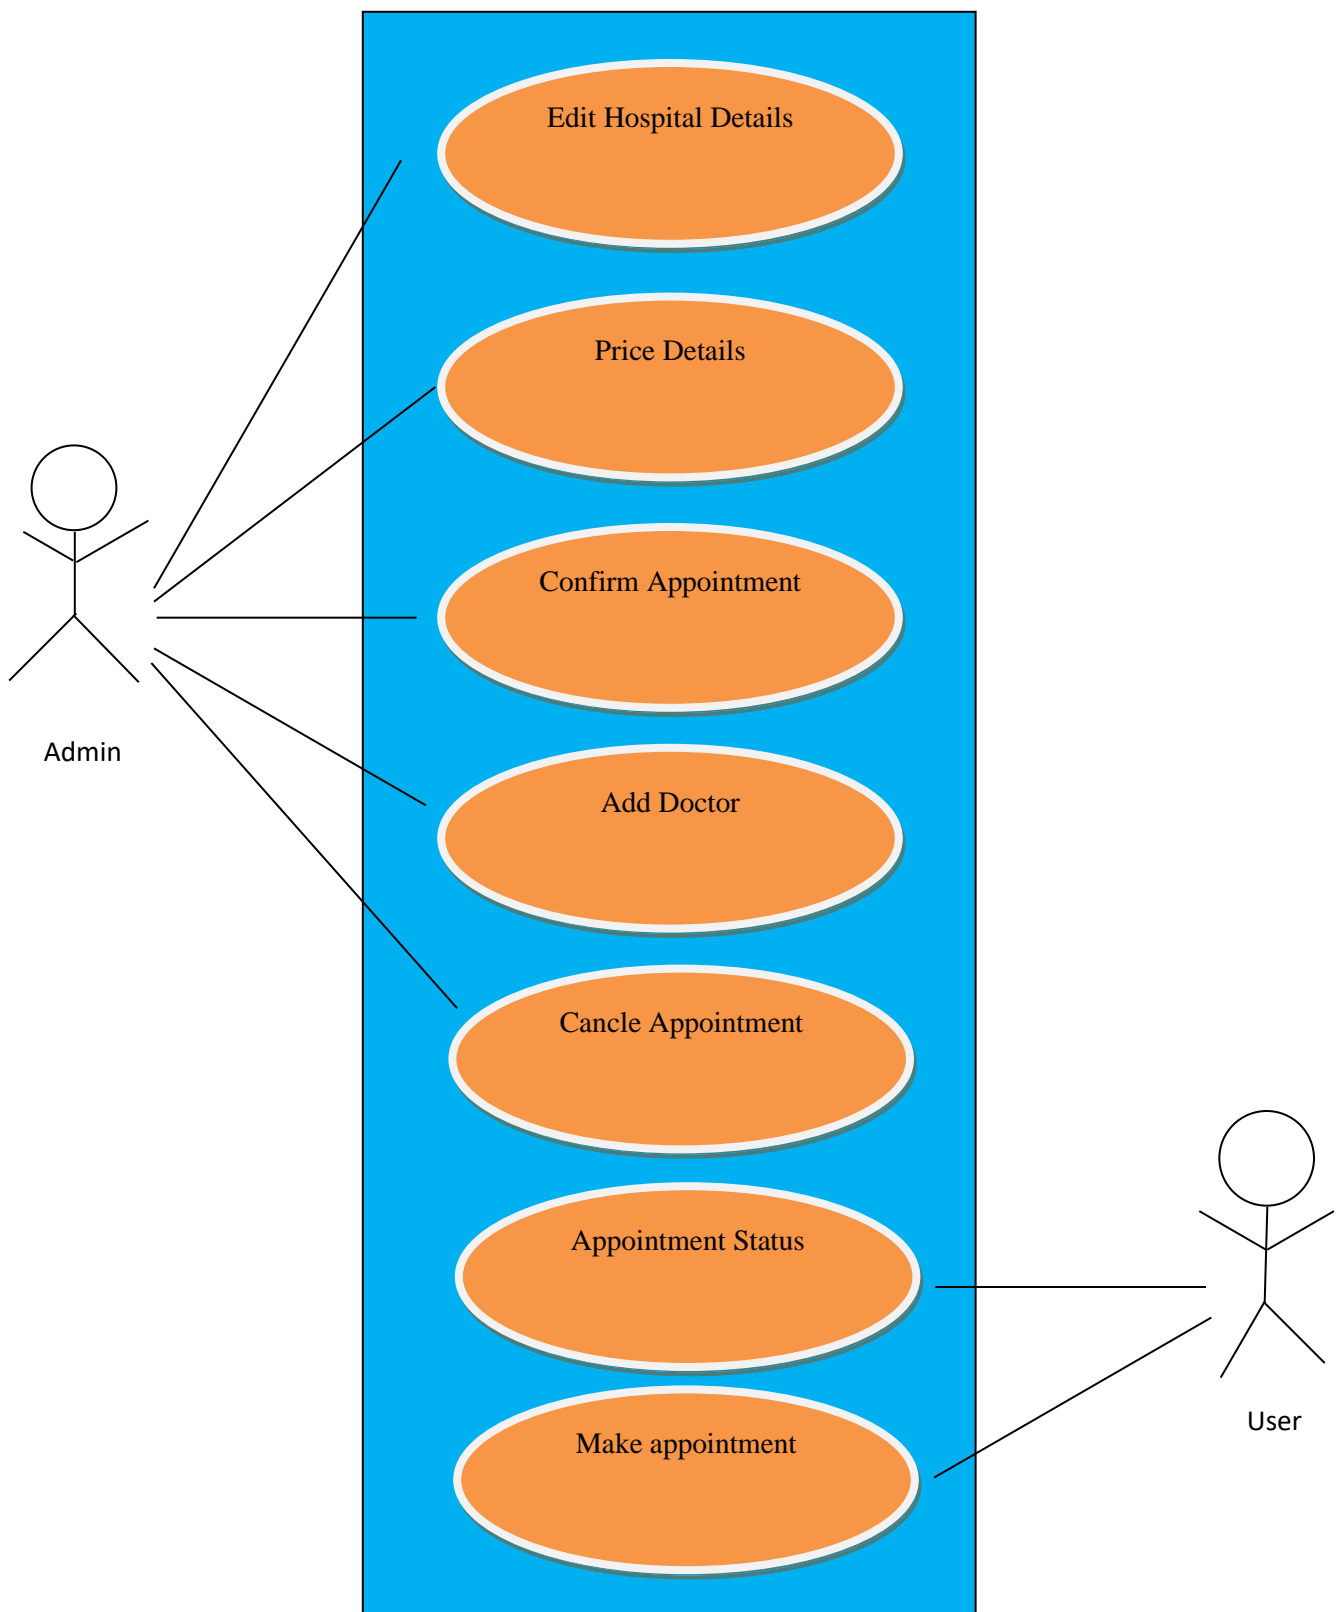 Edit Hospital Details
Price Details
Confirm Appointment
Admin
Add Doctor
Cancle Appointment
Appointment Status
User
Make appointment